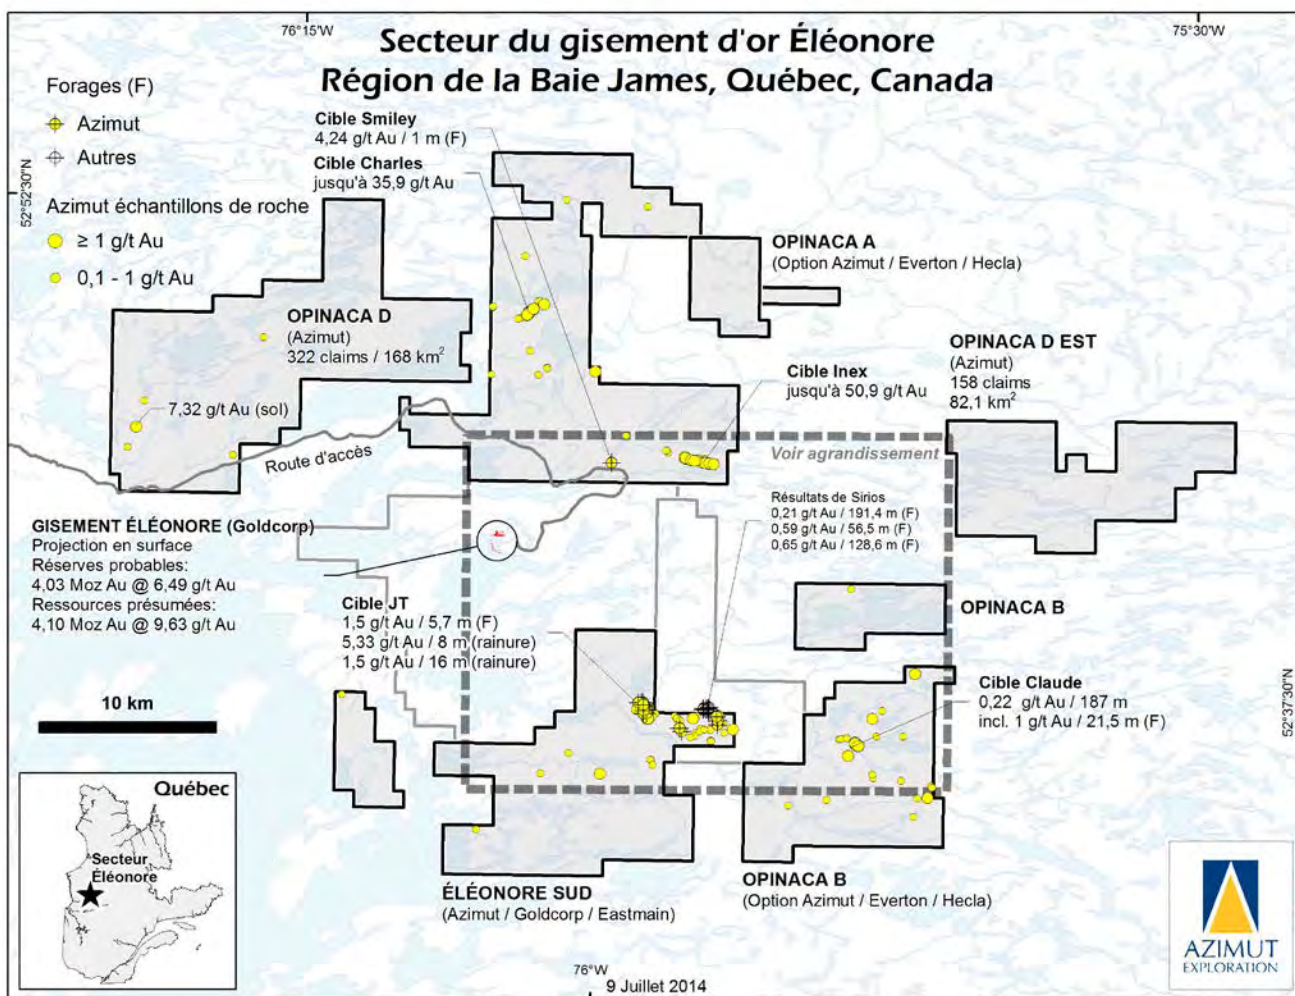 76°15'W
75°30'W
Secteur du gisement d'or Éléonore
Région de la Baie James, Québec, Canada
Forages (F)
Azimut
Autres
Azimut échantillons de roche
≥ 1 g/t Au
0,1 - 1 g/t Au
52°52'30"N
Cible Smiley
4,24 g/t Au / 1 m (F)
Cible Charles
jusqu'à 35,9 g/t Au
OPINACA A
(Option Azimut / Everton / Hecla)
OPINACA D
(Azimut)
322 claims / 168 km²
7,32 g/t Au (sol)
Route d'accès
Cible Inex
jusqu'à 50,9 g/t Au
OPINACA D EST
(Azimut)
158 claims
82,1 km²
Voir agrandissement
GISEMENT ÉLÉONORE (Goldcorp)
Projection en surface
Réserves probables:
4,03 Moz Au @ 6,49 g/t Au
Ressources présumées:
4,10 Moz Au @ 9,63 g/t Au
Résultats de Sirios
0,21 g/t Au / 191,4 m (F)
0,59 g/t Au / 56,5 m (F)
0,65 g/t Au / 128,6 m (F)
Cible JT
1,5 g/t Au / 5,7 m (F)
5,33 g/t Au / 8 m (rainure)
1,5 g/t Au / 16 m (rainure)
OPINACA B
Cible Claude
0,22 g/t Au / 187 m
incl. 1 g/t Au / 21,5 m (F)
52°37'30"N
10 km
Québec
Secteur
Éléonore
ÉLÉONORE SUD
(Azimut / Goldcorp / Eastmain)
OPINACA B
(Option Azimut / Everton / Hecla)
AZIMUT
EXPLORATION
76°W
9 Juillet 2014